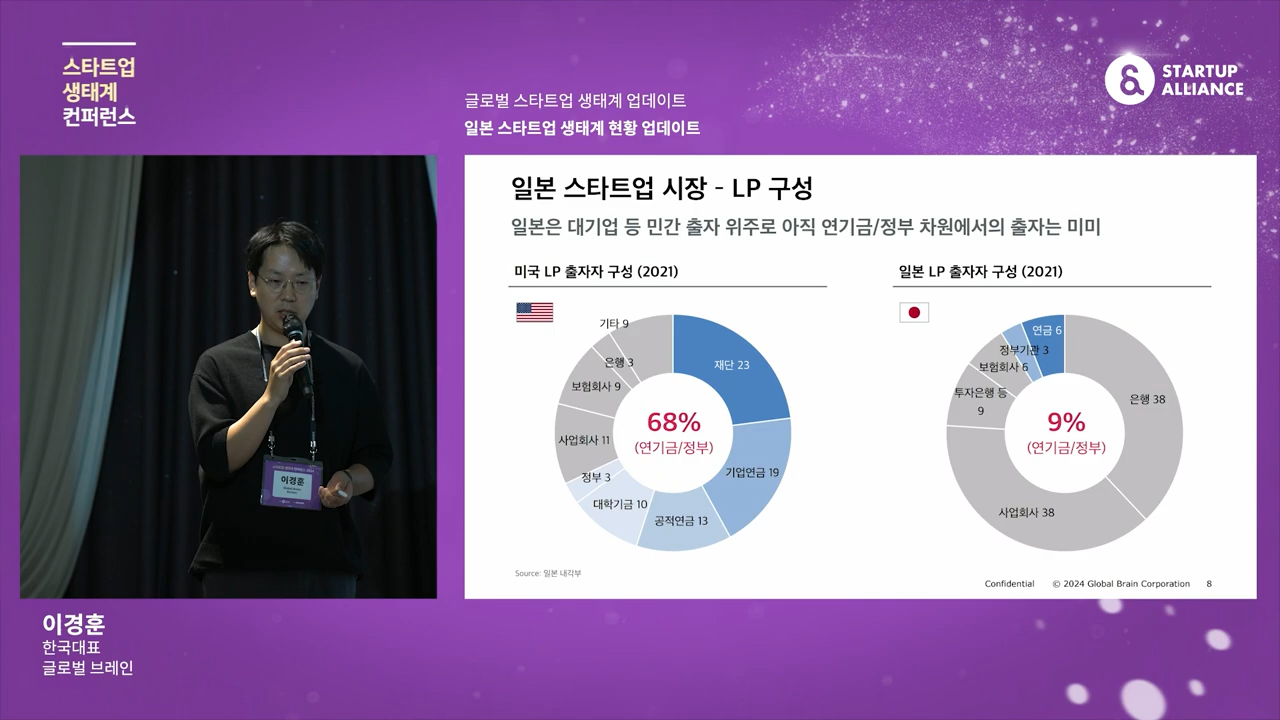 스타트업
생태계
컨퍼런스
STARTUP
ALLIANCE
글로벌 스타트업 생태계 업데이트
일본 스타트업 생태계 현황 업데이트
일본 스타트업 시장 - LP 구성
일본은 대기업 등 민간 출자 위주로 아직 연기금/정부 차원에서의 출자는 미미
미국 LP 출자자 구성 (2021)
기타 9
은행 3
보험회사 9
사업회사 11
정부 3
대학기금 10
공적연금 13
기업연금 19
재단 23
68%
(연기금/정부)
일본 LP 출자자 구성 (2021)
연금 6
정부기관 3
보험회사 6
투자은행 등
9
사업회사 38
은행 38
9%
(연기금/정부)
Source: 일본 내각부
Confidential © 2024 Global Brain Corporation 8
이경훈
이경훈
한국대표
글로벌 브레인